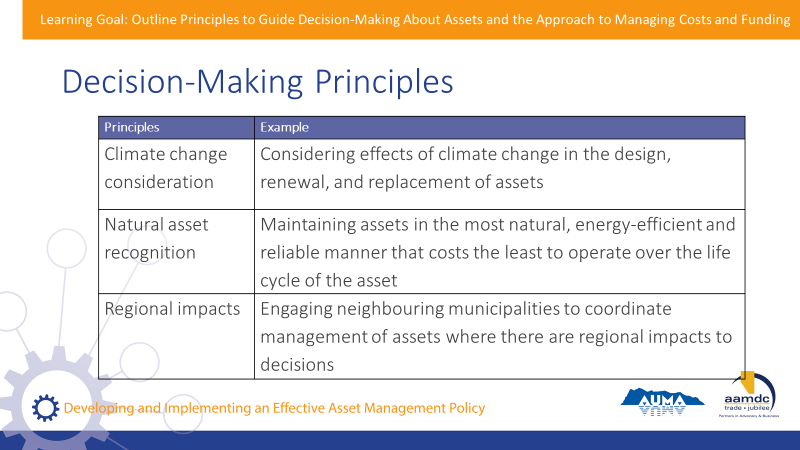 Learning Goal: Outline Principles to Guide Decision-Making About Assets and the Approach to Managing Costs and Funding
Decision-Making Principles
Principles
Example
Climate change
consideration
Considering effects of climate change in the design,
renewal, and replacement of assets
Natural asset
recognition
Maintaining assets in the most natural, energy-efficient and
reliable manner that costs the least to operate over the life
cycle of the asset
Regional impacts
Engaging neighbouring municipalities to coordinate
management of assets where there are regional impacts to
decisions
Developing and Implementing an Effective Asset Management Policy
AUMA
aamdc
trade • jubilee
Partners in Advocacy & Business